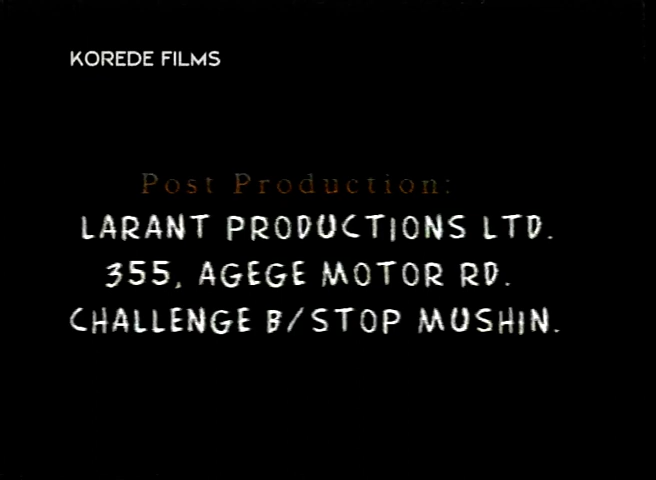 KOREDE FILMS
Post Production:
LARANT PRODUCTIONS LTD.
355, AGEGE MOTOR RD.
CHALLENGE B/STOP MUSHIN.